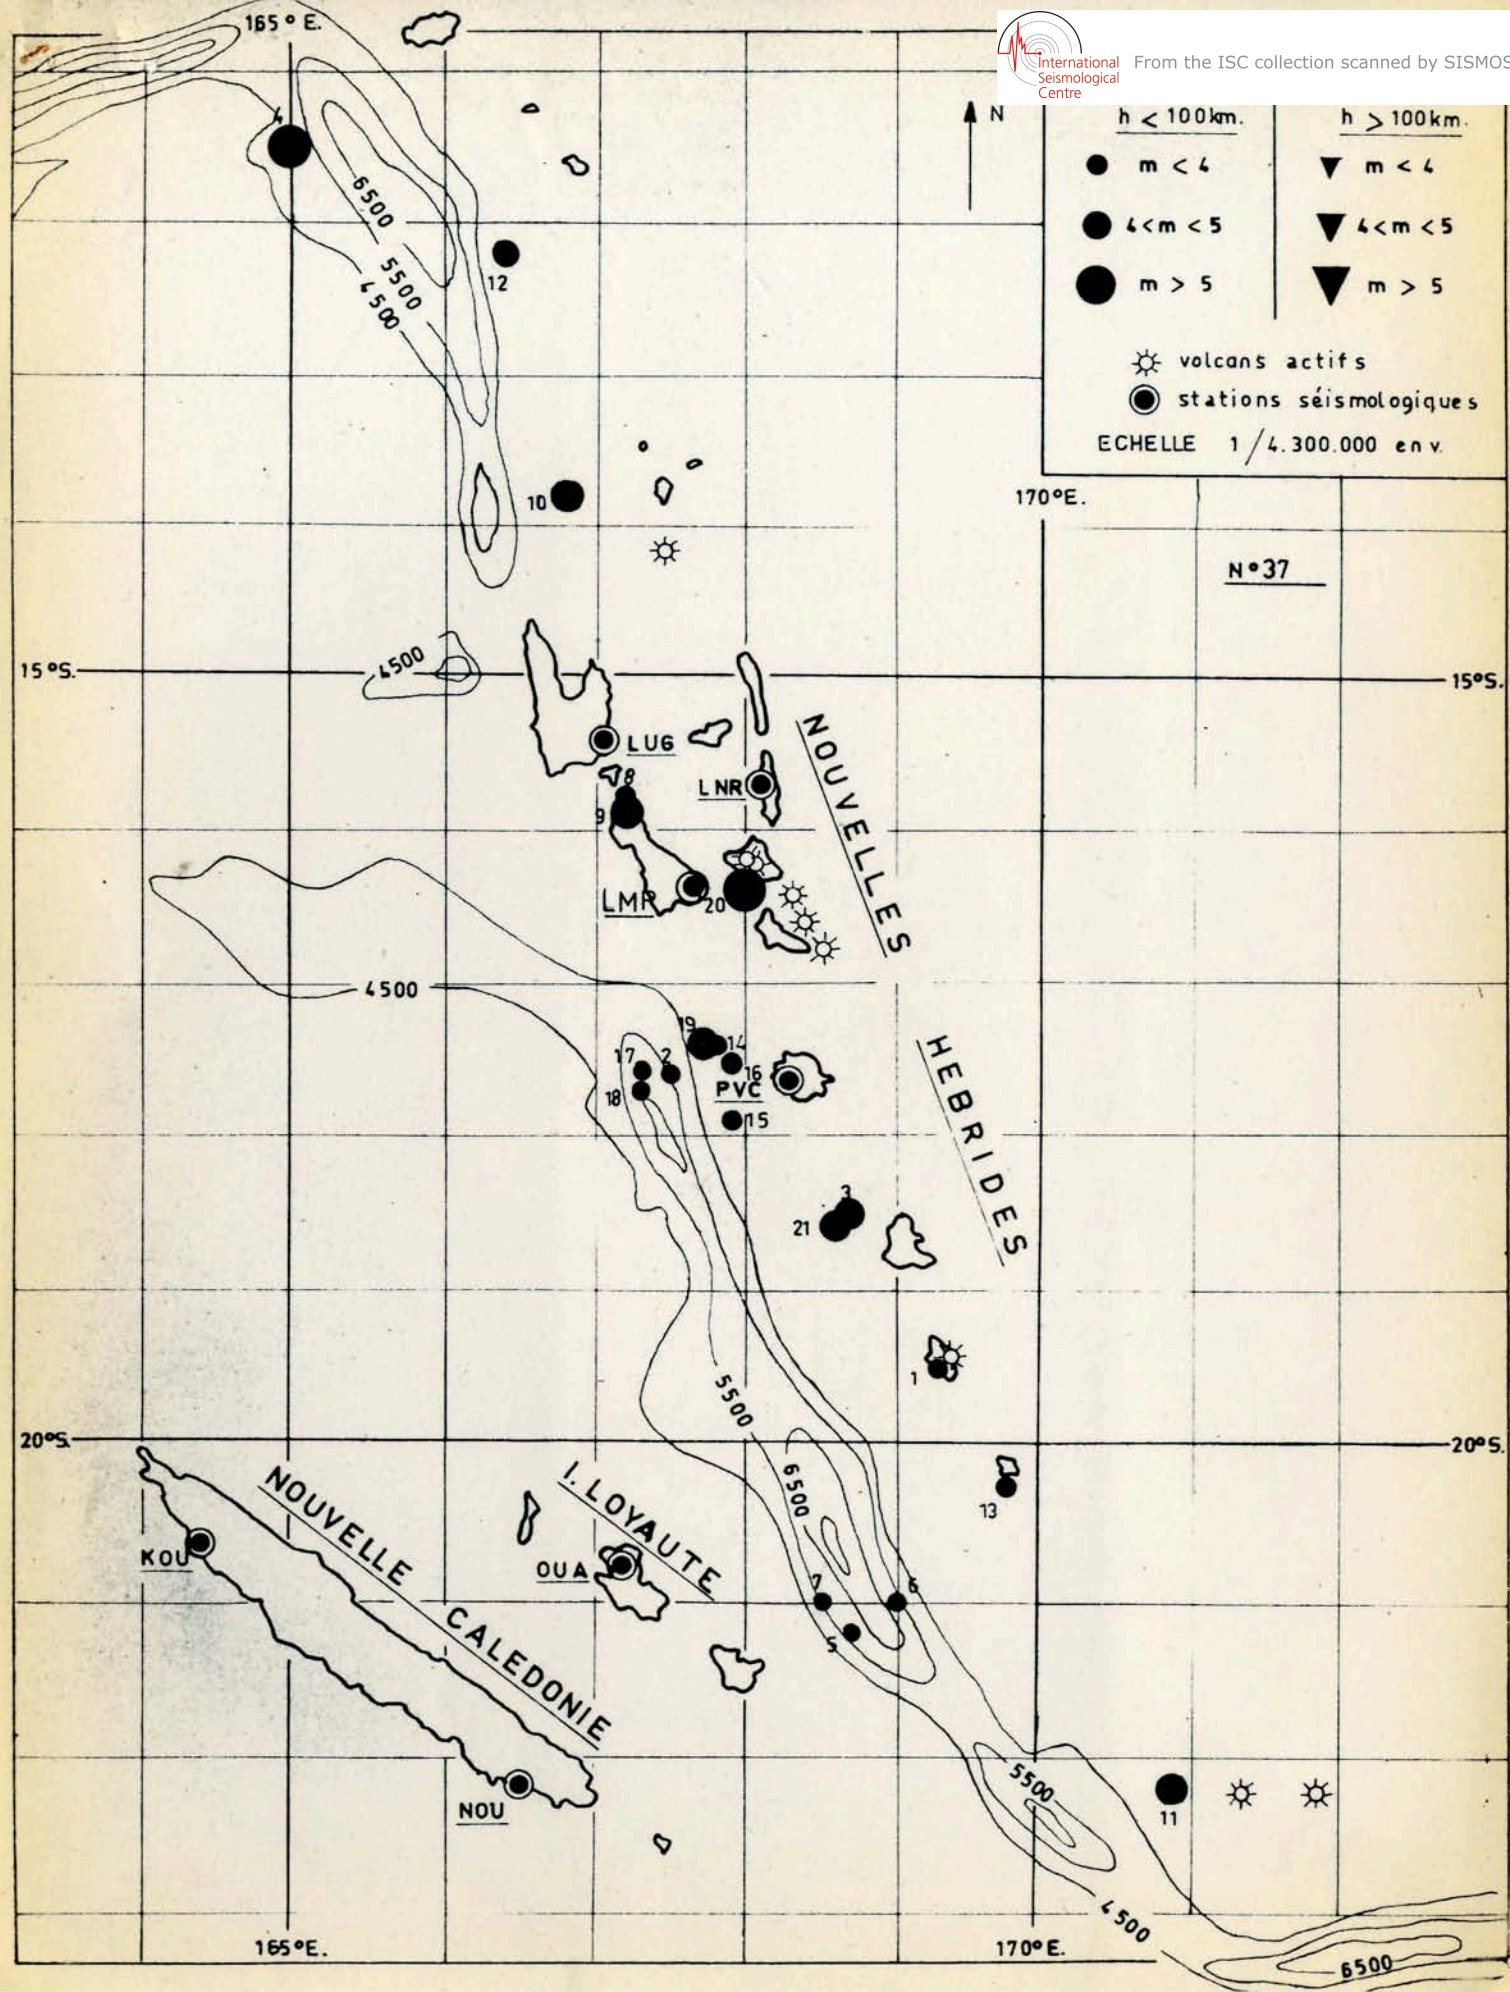 165°E.
International
Seismological
Centre
From the ISC collection scanned by SISMOS
N
h < 100km.
h > 100km.
m < 4
m < 4
4<m <5
4<m <5
m > 5
m > 5
volcans actifs
stations séismologiques
ECHELLE 1/4.300.000 env.
4
6500
5500
4500
12
10
170°E.
N°37
15°S.
15°S.
4500
LUG
LNR
8
9
LMP
20
NOUVELLES
4500
19
14
17
2
16
18
PVC
15
HEBRIDES
3
21
1
5500
20°S.
20°S.
6500
13
NOUVELLE CALEDONIE
I. LOYAUTE
KOU
OUA
7
6
5
NOU
5500
11
4500
165°E.
170°E.
6500